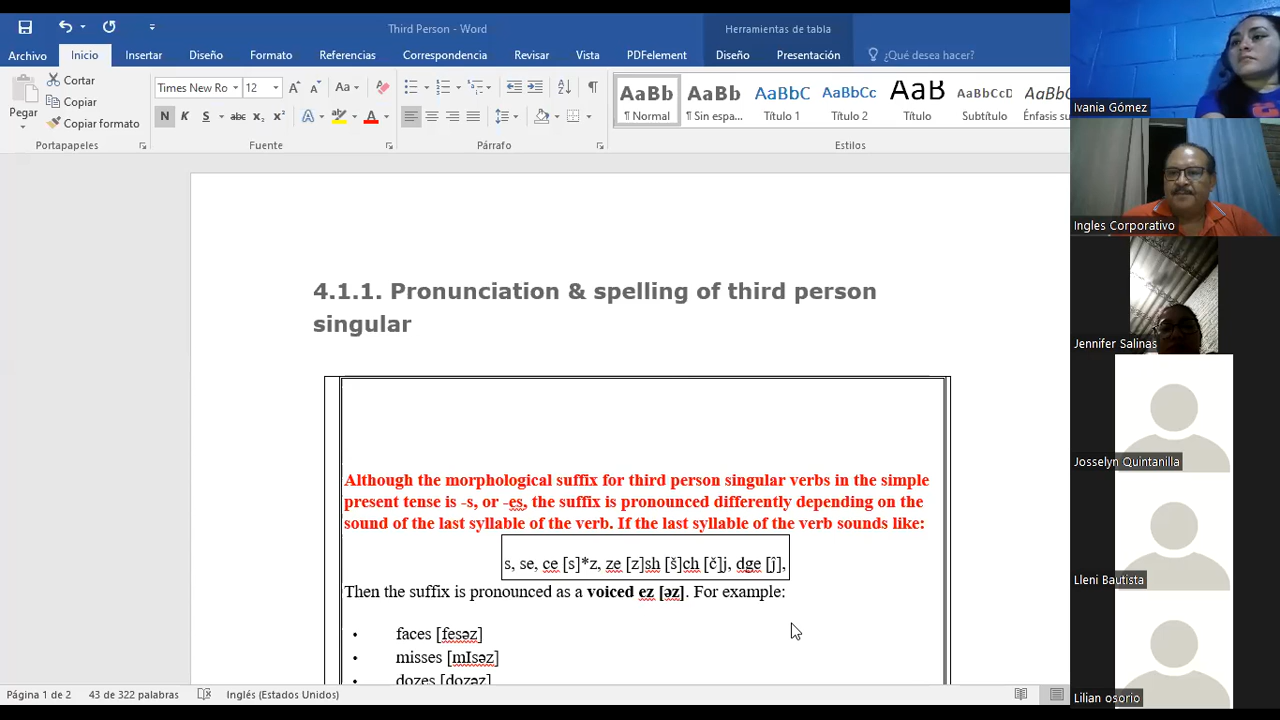 Third Person - Word
Herramientas de tabla
Archivo Inicio Insertar Diseño Formato Referencias Correspondencia Revisar Vista PDFelement Diseño Presentación ¿Qué desea hacer?
Pegar
Cortar
Copiar
Copiar formato
Portapapeles
Times New Ro 12
N K S abc x₂ x²
Fuente
Párrafo
AaBb AaBb AaBbC AaBbCc AaB AaBbCcD AaBbC
¶ Normal ¶ Sin espa... Título 1 Título 2 Título Subtítulo Énfasis su
Estilos
4.1.1. Pronunciation & spelling of third person
singular
Although the morphological suffix for third person singular verbs in the simple
present tense is -s, or -es, the suffix is pronounced differently depending on the
sound of the last syllable of the verb. If the last syllable of the verb sounds like:
s, se, ce [s]*z, ze [z]sh [š]ch [č]j, dge [ĵ],
Then the suffix is pronounced as a voiced ez [əz]. For example:
• faces [fesəz]
• misses [mIsəz]
• dozes [dozəz]
Página 1 de 2 43 de 322 palabras Inglés (Estados Unidos)
Ivania Gómez
Ingles Corporativo
Jennifer Salinas
Josselyn Quintanilla
Lleni Bautista
Lilian osorio